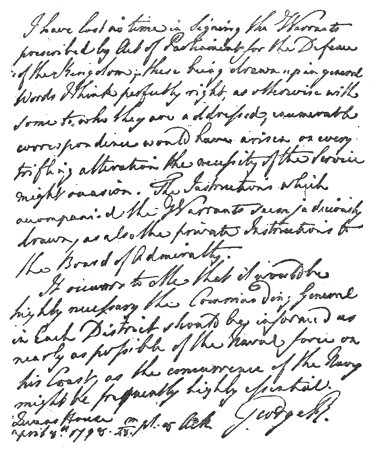 I have lost no time in signing the Warrants
prescribed by Act of Parliament for the Defence
of the Kingdom; these being drawn up in general
words I think perfectly right, as otherwise with
some to who they are addressed, innumerable
correspondence would have arisen on every
trifling alteration the necessity of the Service
might occasion. The Instructions which
accompanied the Warrants seem judiciously
drawn, as also the private Instructions to
the Board of Admiralty.
It occurs to Me that it would be
highly necessary the Commanding General
in Each District should be informed as
nearly as possible of the Naval force on
his Coast, as the concurrence of the Navy
might be frequently highly essential.
Queens House
April 8th 1798. m/18 pt. 8 AM George R.